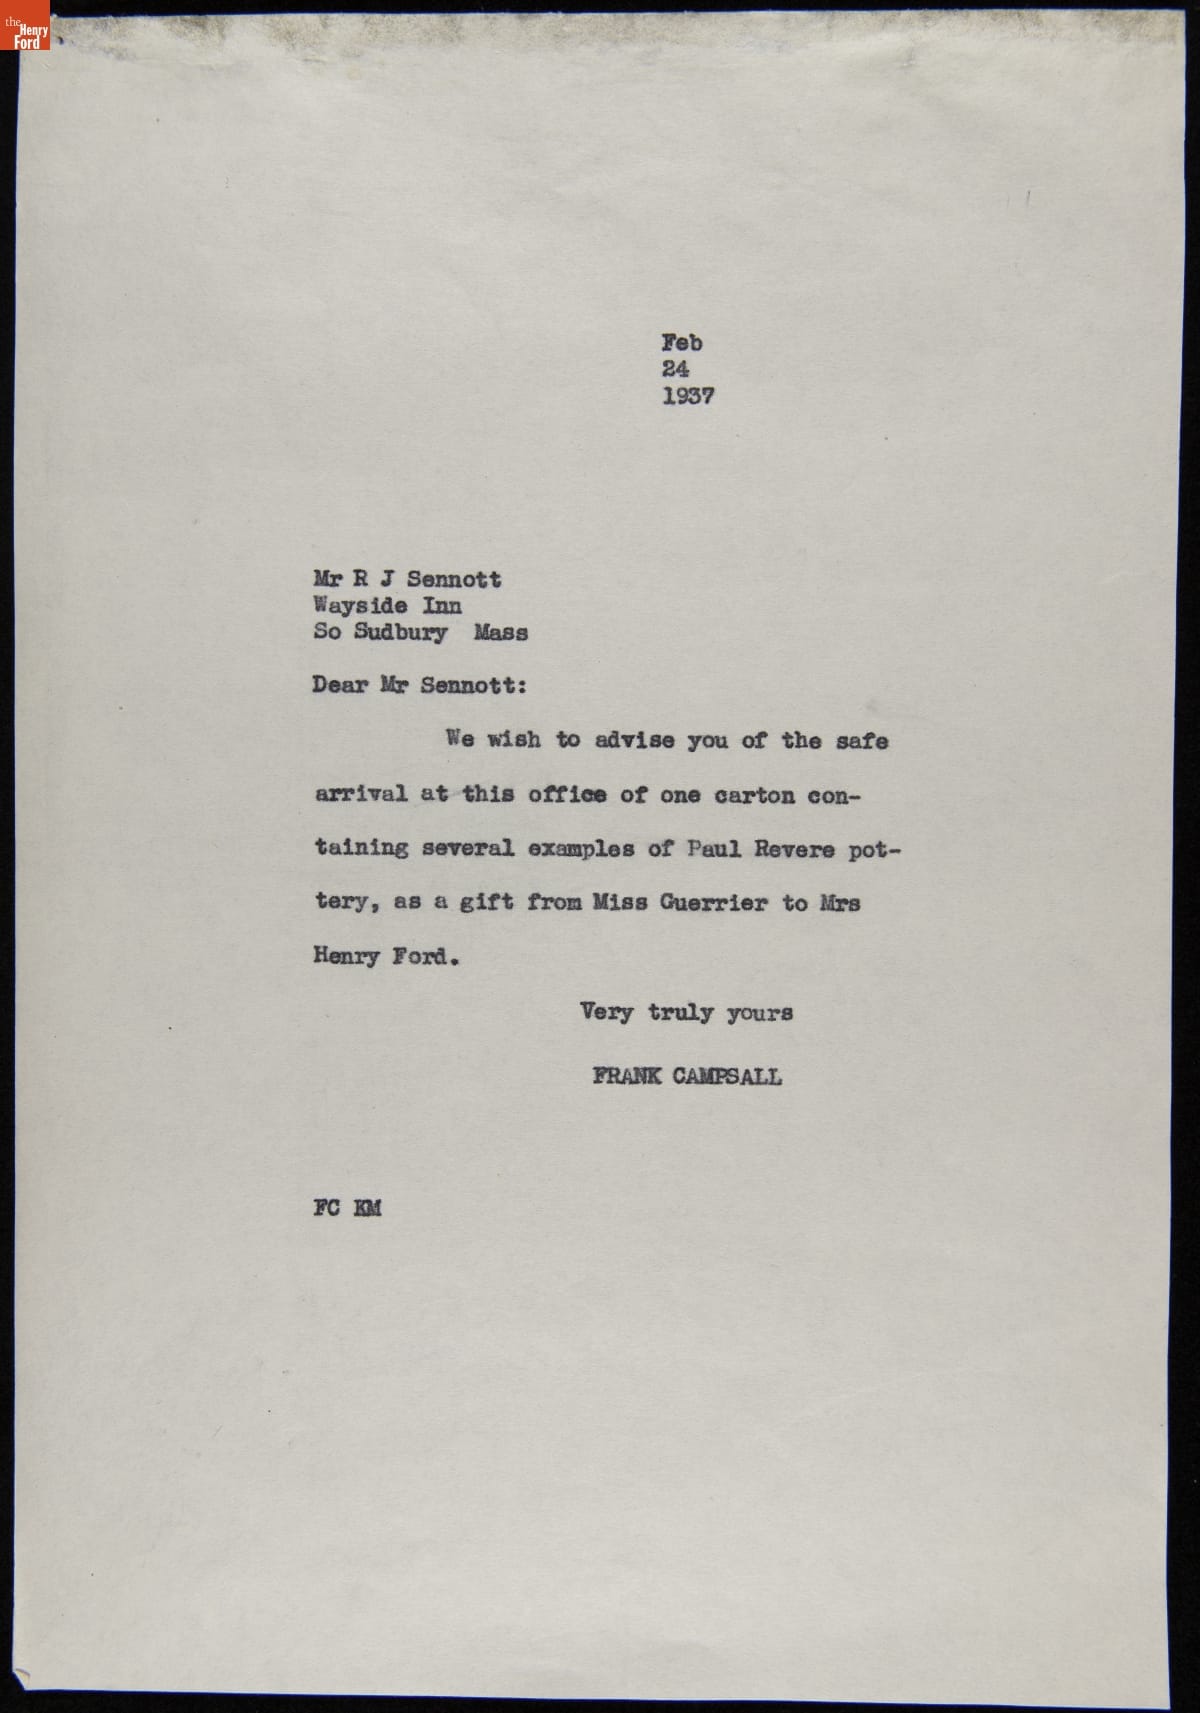 the
Henry
Ford
Feb
24
1937
Mr R J Sennott
Wayside Inn
So Sudbury Mass
Dear Mr Sennott:
We wish to advise you of the safe
arrival at this office of one carton con-
taining several examples of Paul Revere pot-
tery, as a gift from Miss Guerrier to Mrs
Henry Ford.
Very truly yours
FRANK CAMPSALL
FC KM